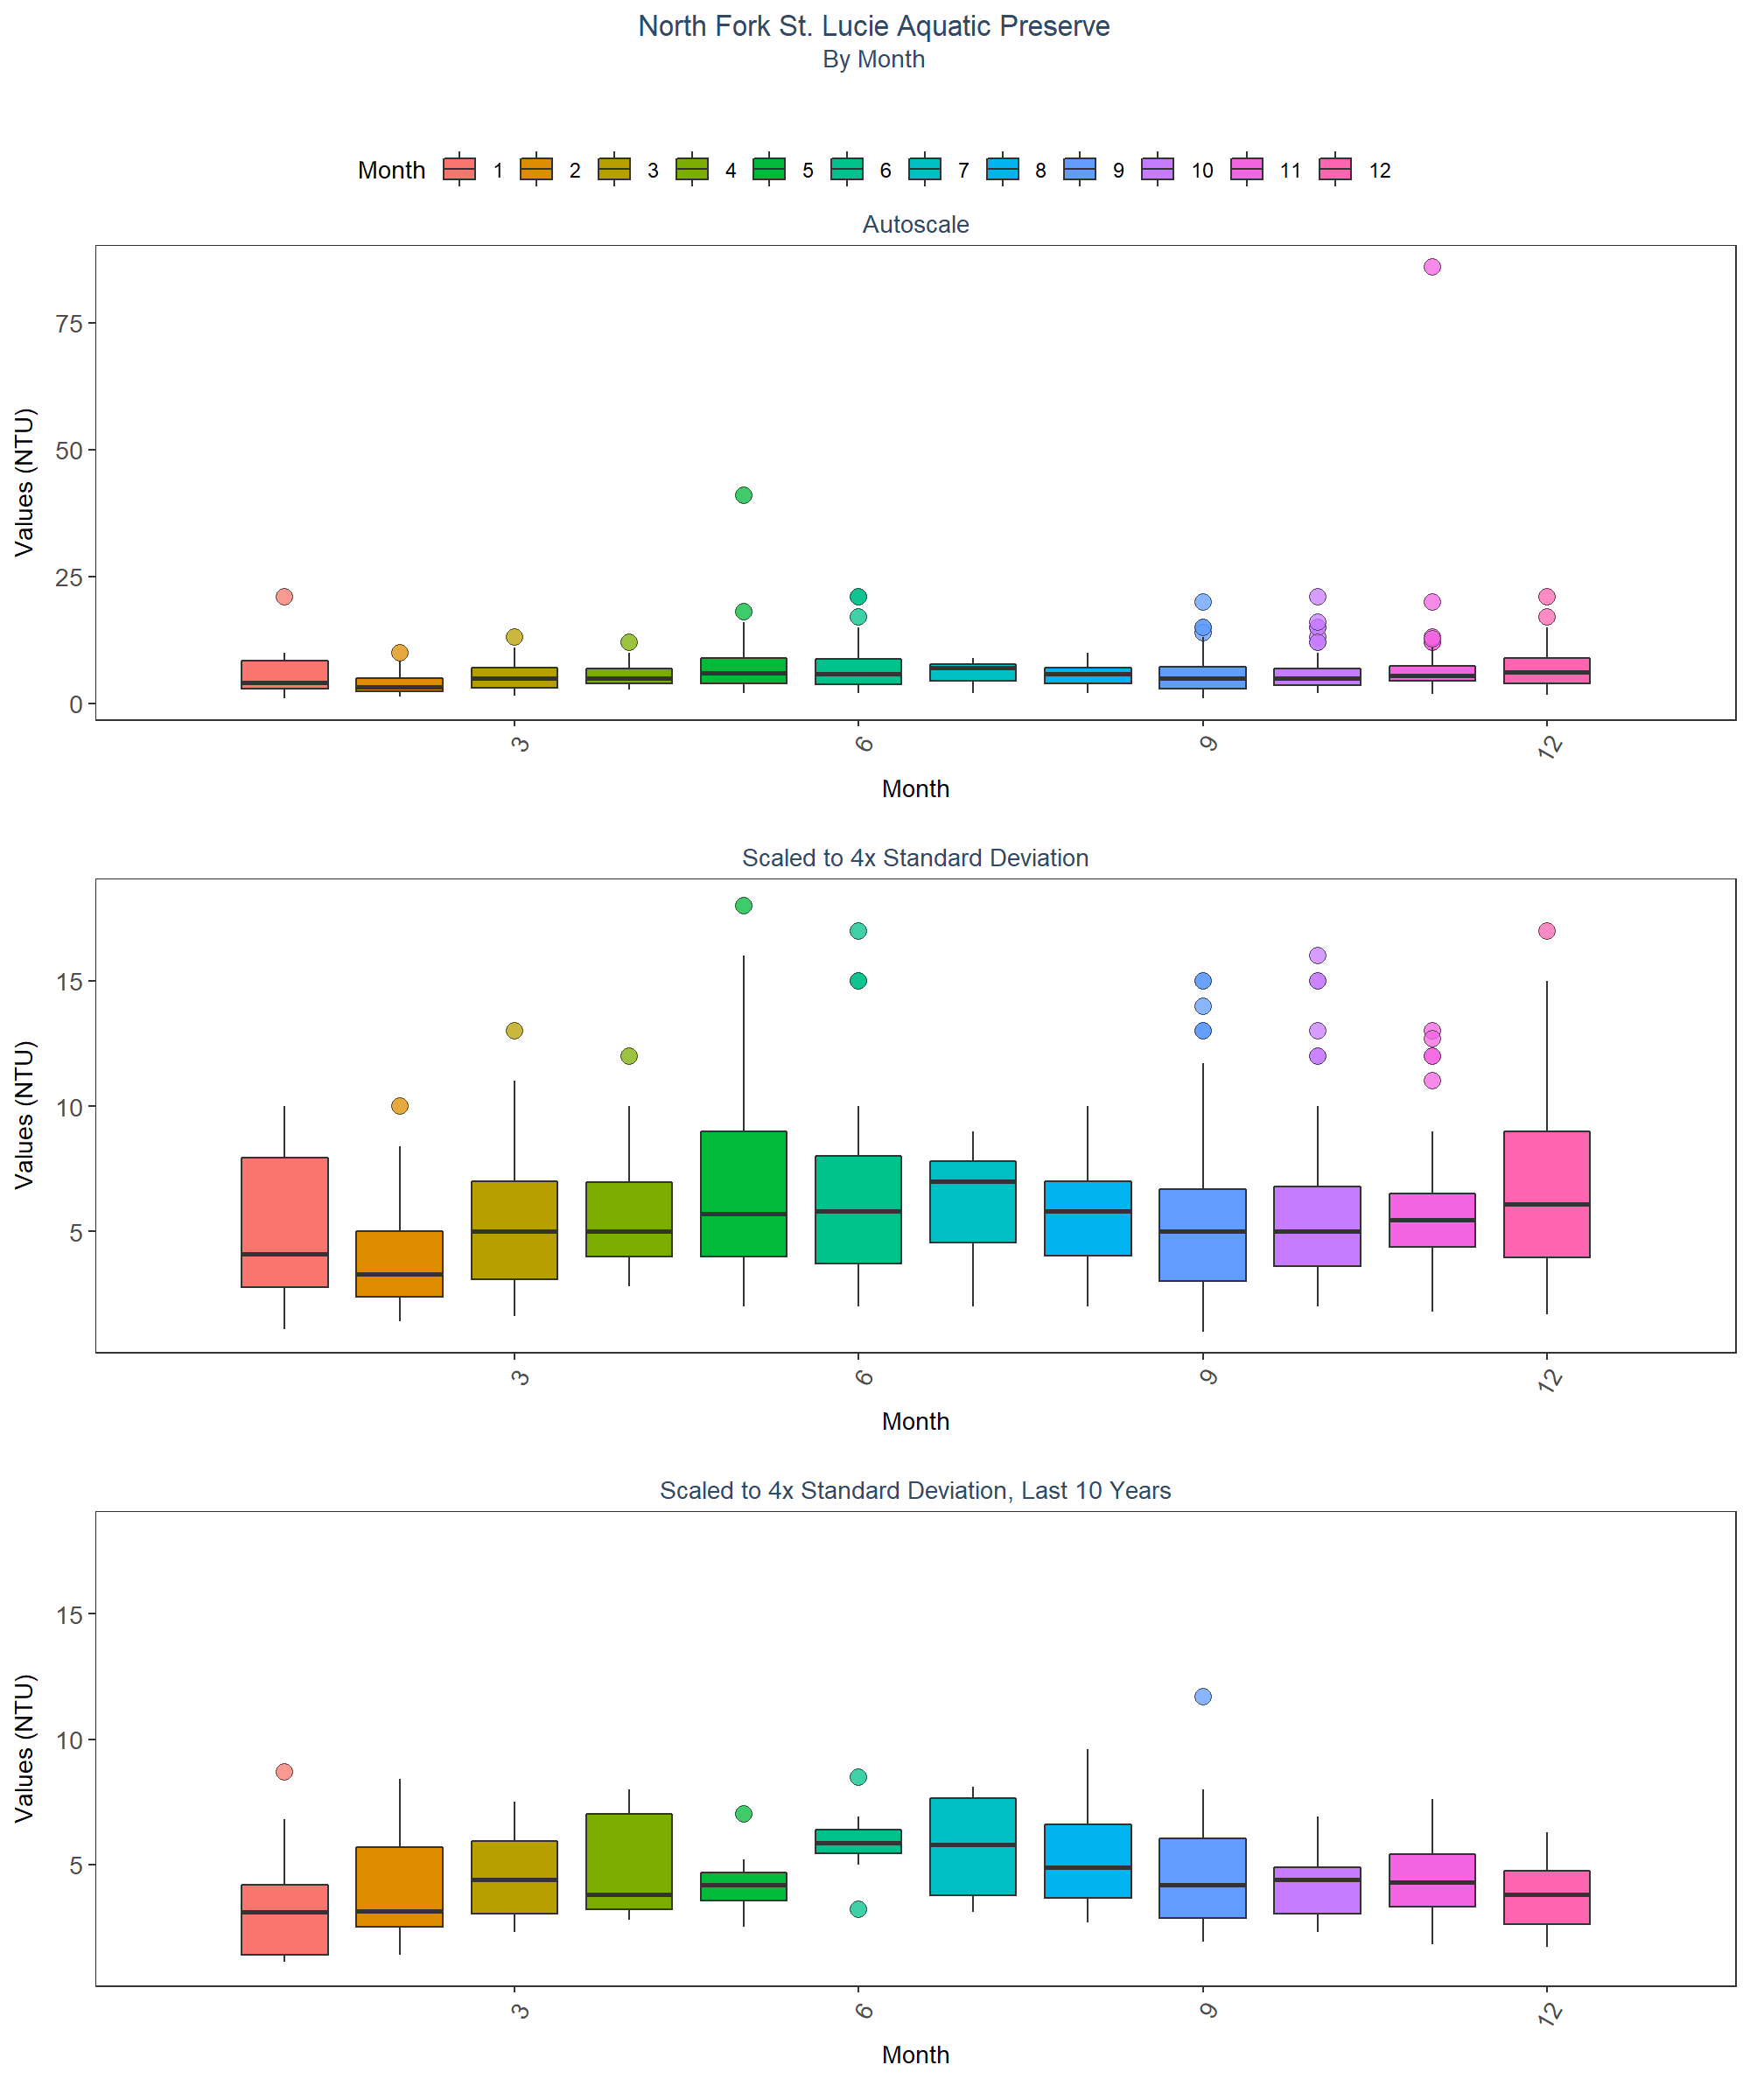 North Fork St. Lucie Aquatic Preserve
By Month
Month 1 2 3 4 5 6 7 8 9 10 11 12
Autoscale
Values (NTU)
75
50
25
0
3 6 9 12
Month
Scaled to 4x Standard Deviation
Values (NTU)
15
10
5
3 6 9 12
Month
Scaled to 4x Standard Deviation, Last 10 Years
Values (NTU)
15
10
5
3 6 9 12
Month